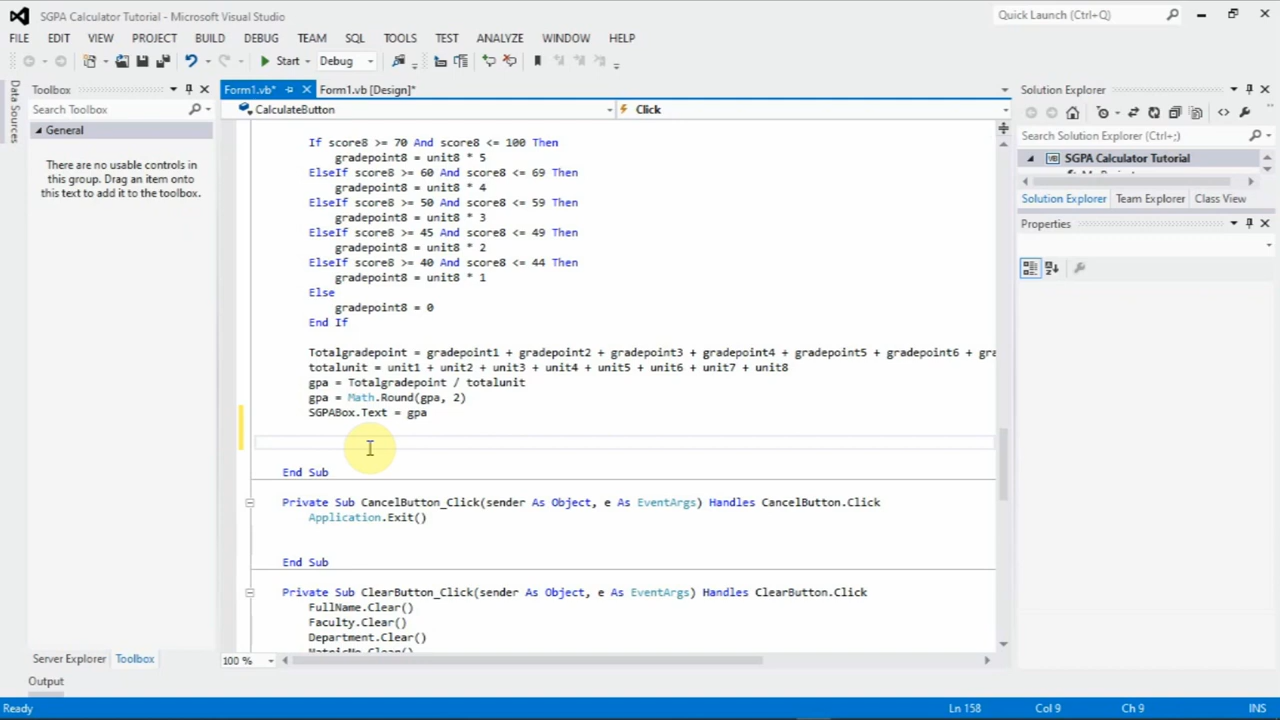 SGPA Calculator Tutorial - Microsoft Visual Studio
Quick Launch (Ctrl+Q)
FILE EDIT VIEW PROJECT BUILD DEBUG TEAM SQL TOOLS TEST ANALYZE WINDOW HELP
Start Debug
Data Sources
Toolbox
Search Toolbox
General
There are no usable controls in
this group. Drag an item onto
this text to add it to the toolbox.
Server Explorer Toolbox
Output
Form1.vb* Form1.vb [Design]*
CalculateButton Click
If score8 >= 70 And score8 <= 100 Then
gradepoint8 = unit8 * 5
ElseIf score8 >= 60 And score8 <= 69 Then
gradepoint8 = unit8 * 4
ElseIf score8 >= 50 And score8 <= 59 Then
gradepoint8 = unit8 * 3
ElseIf score8 >= 45 And score8 <= 49 Then
gradepoint8 = unit8 * 2
ElseIf score8 >= 40 And score8 <= 44 Then
gradepoint8 = unit8 * 1
Else
gradepoint8 = 0
End If
Totalgradepoint = gradepoint1 + gradepoint2 + gradepoint3 + gradepoint4 + gradepoint5 + gradepoint6 + gra
totalunit = unit1 + unit2 + unit3 + unit4 + unit5 + unit6 + unit7 + unit8
gpa = Totalgradepoint / totalunit
gpa = Math.Round(gpa, 2)
SGPABox.Text = gpa
End Sub
Private Sub CancelButton_Click(sender As Object, e As EventArgs) Handles CancelButton.Click
Application.Exit()
End Sub
Private Sub ClearButton_Click(sender As Object, e As EventArgs) Handles ClearButton.Click
FullName.Clear()
Faculty.Clear()
Department.Clear()
MatricNo.Clear()
100 %
Solution Explorer
Search Solution Explorer (Ctrl+;)
SGPA Calculator Tutorial
My Project
Solution Explorer Team Explorer Class View
Properties
Ready Ln 158 Col 9 Ch 9 INS